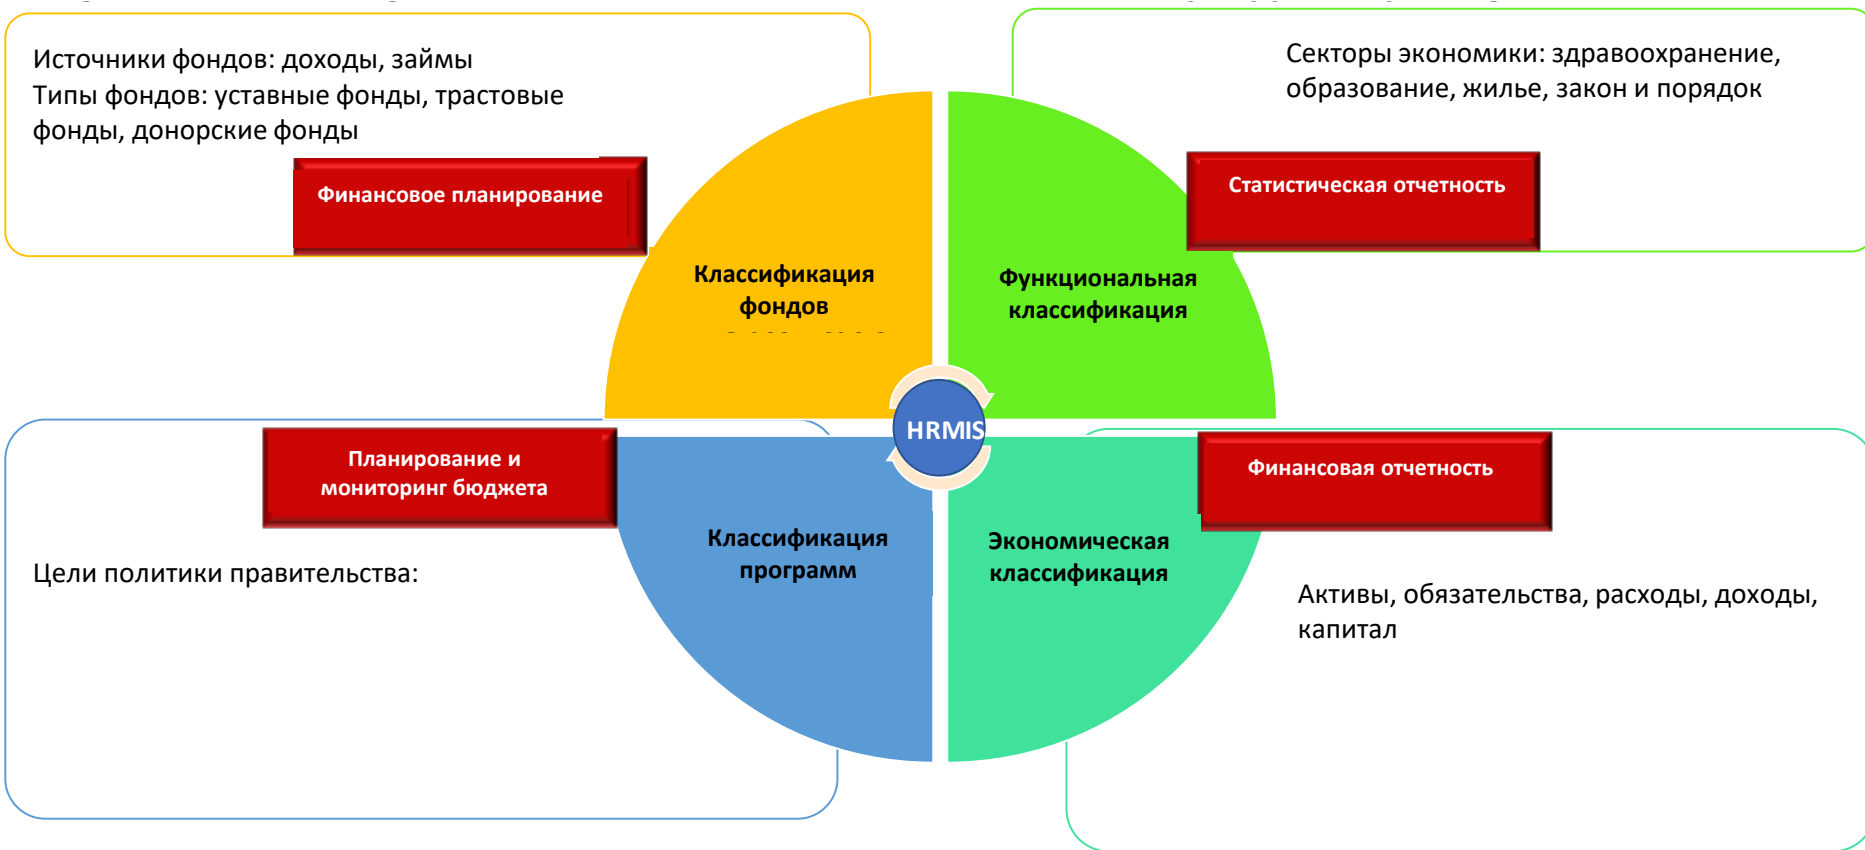 Источники фондов: доходы, займы
Типы фондов: уставные фонды, трастовые
фонды, донорские фонды
Финансовое планирование
Секторы экономики: здравоохранение,
образование, жилье, закон и порядок
Статистическая отчетность
Классификация
фондов
Функциональная
классификация
HRMIS
Планирование и
мониторинг бюджета
Цели политики правительства:
Классификация
программ
Экономическая
классификация
Финансовая отчетность
Активы, обязательства, расходы, доходы,
капитал